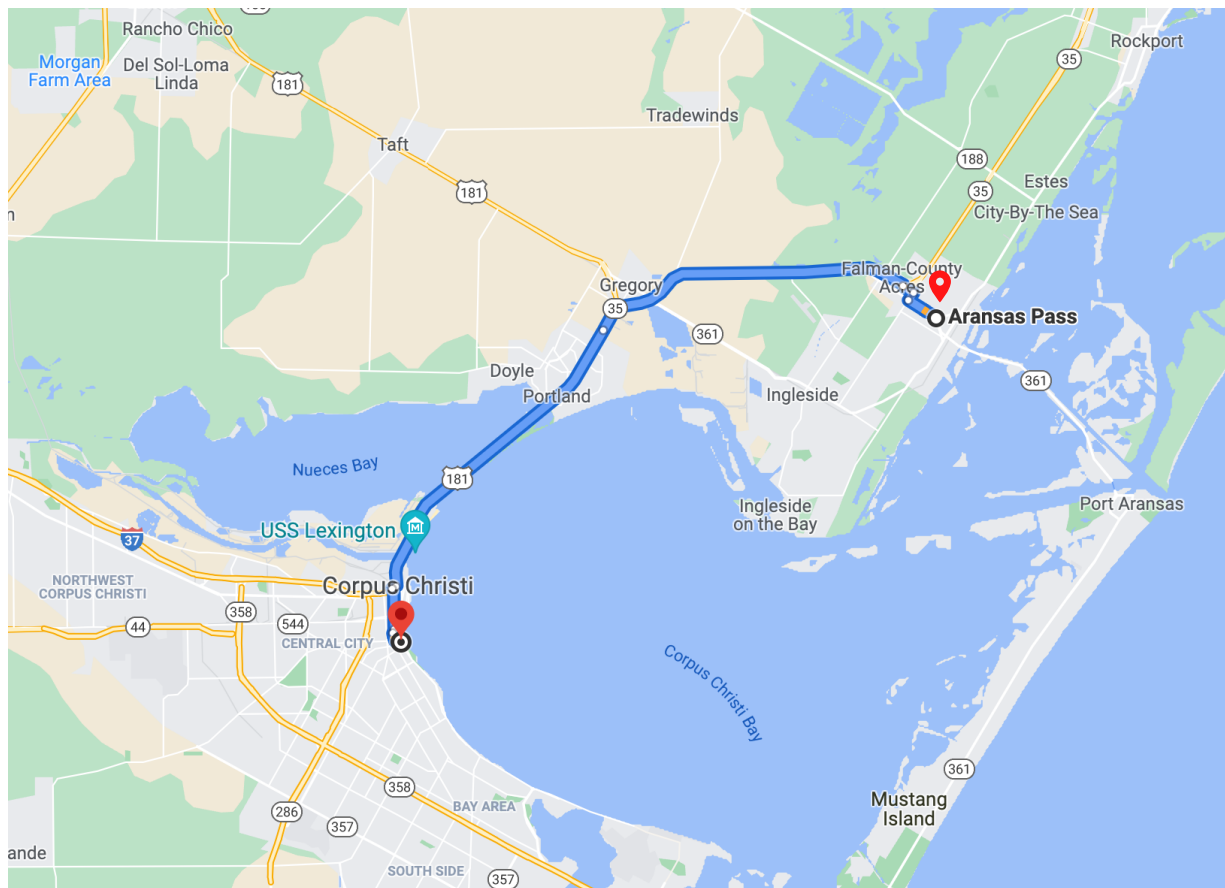 Rancho Chico
Rockport
Morgan
Farm Area
Del Sol-Loma
Linda
35
181
Tradewinds
Taft
188
181
35
Estes
City-By-The Sea
Falman-County
Acres
Gregory
35
Aransas Pass
361
Doyle
Portland
Ingleside
361
Nueces Bay
181
Ingleside
on the Bay
Port Aransas
USS Lexington
37
NORTHWEST
CORPUS CHRISTI
Corpus Christi
358
544
44
CENTRAL CITY
Corpus Christi Bay
361
358
Mustang
Island
BAY AREA
286
357
ande
SOUTH SIDE
357